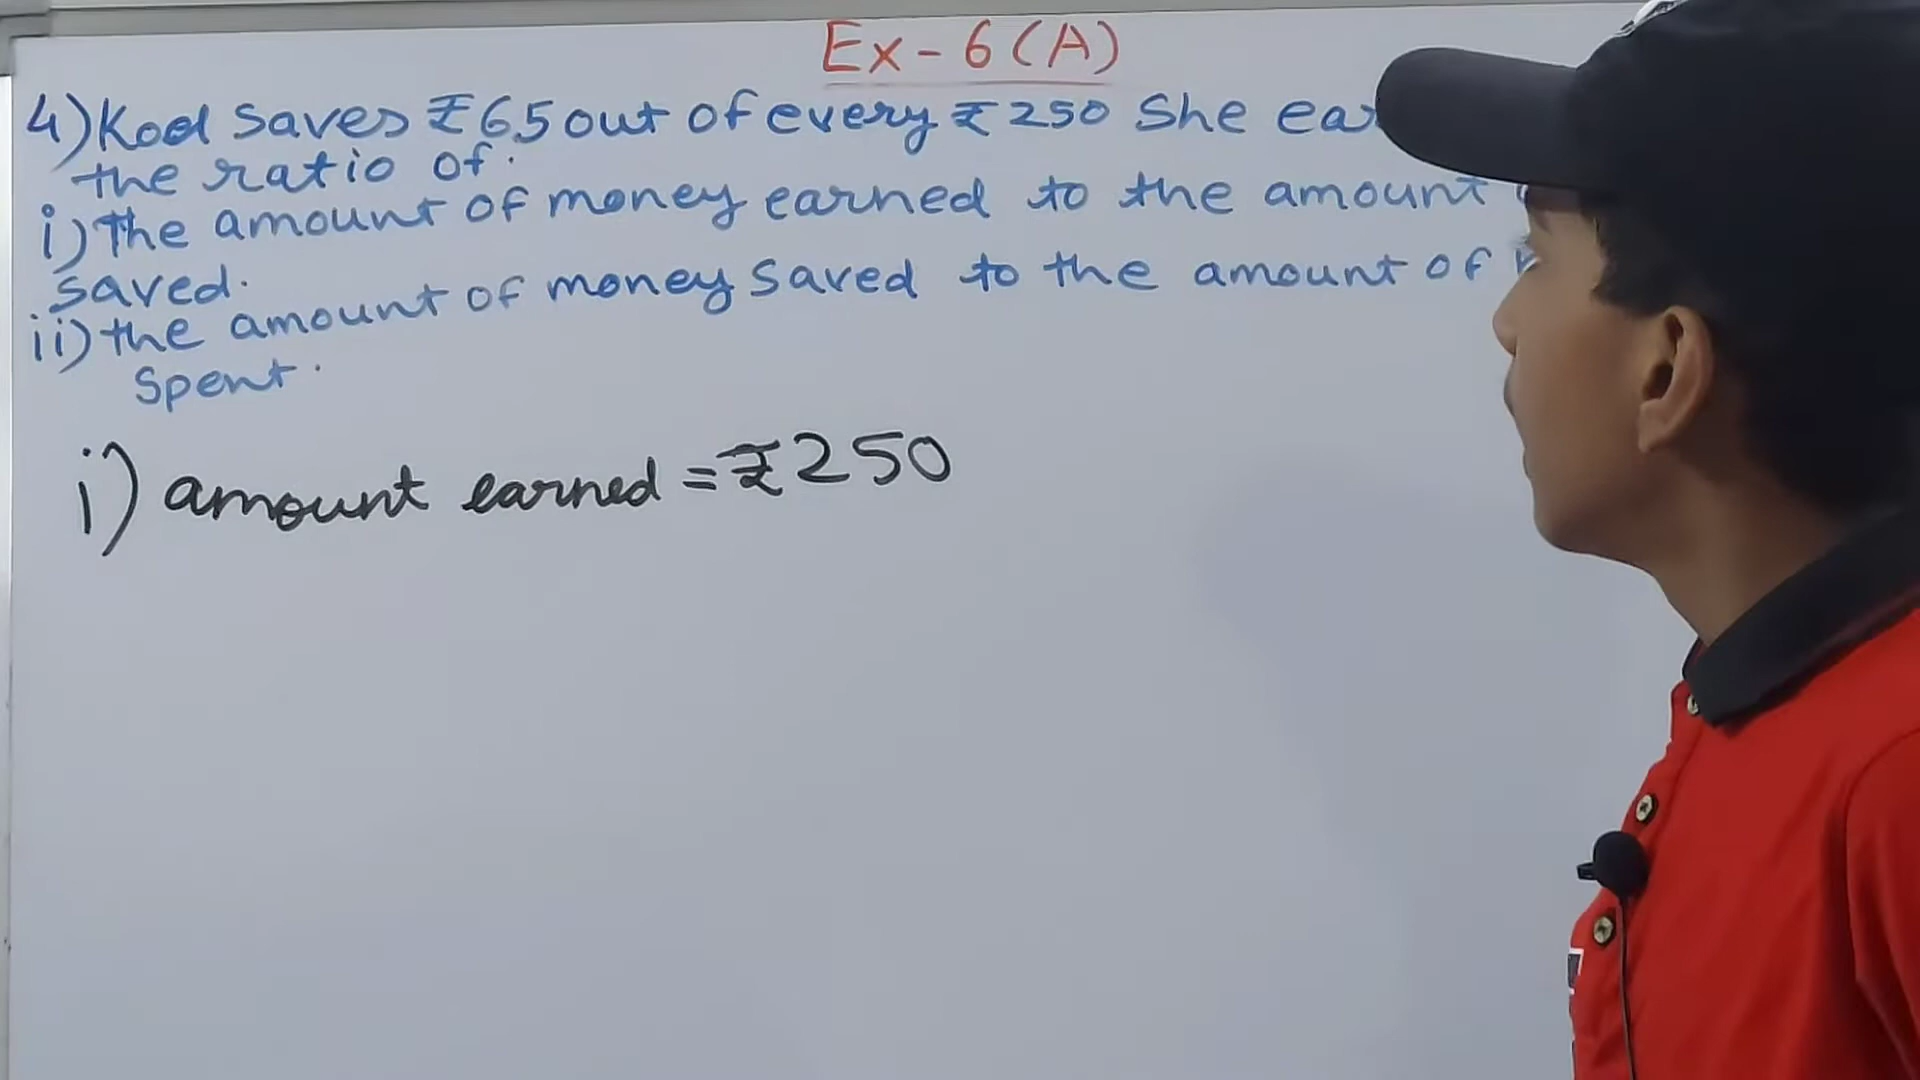 Ex - 6 (A)
4) Kool saves ₹65 out of every ₹250 she
the ratio of.
i) The amount of money earned to the amount
saved.
ii) the amount of money saved to the amount of
spent.
i) amount earned = ₹250